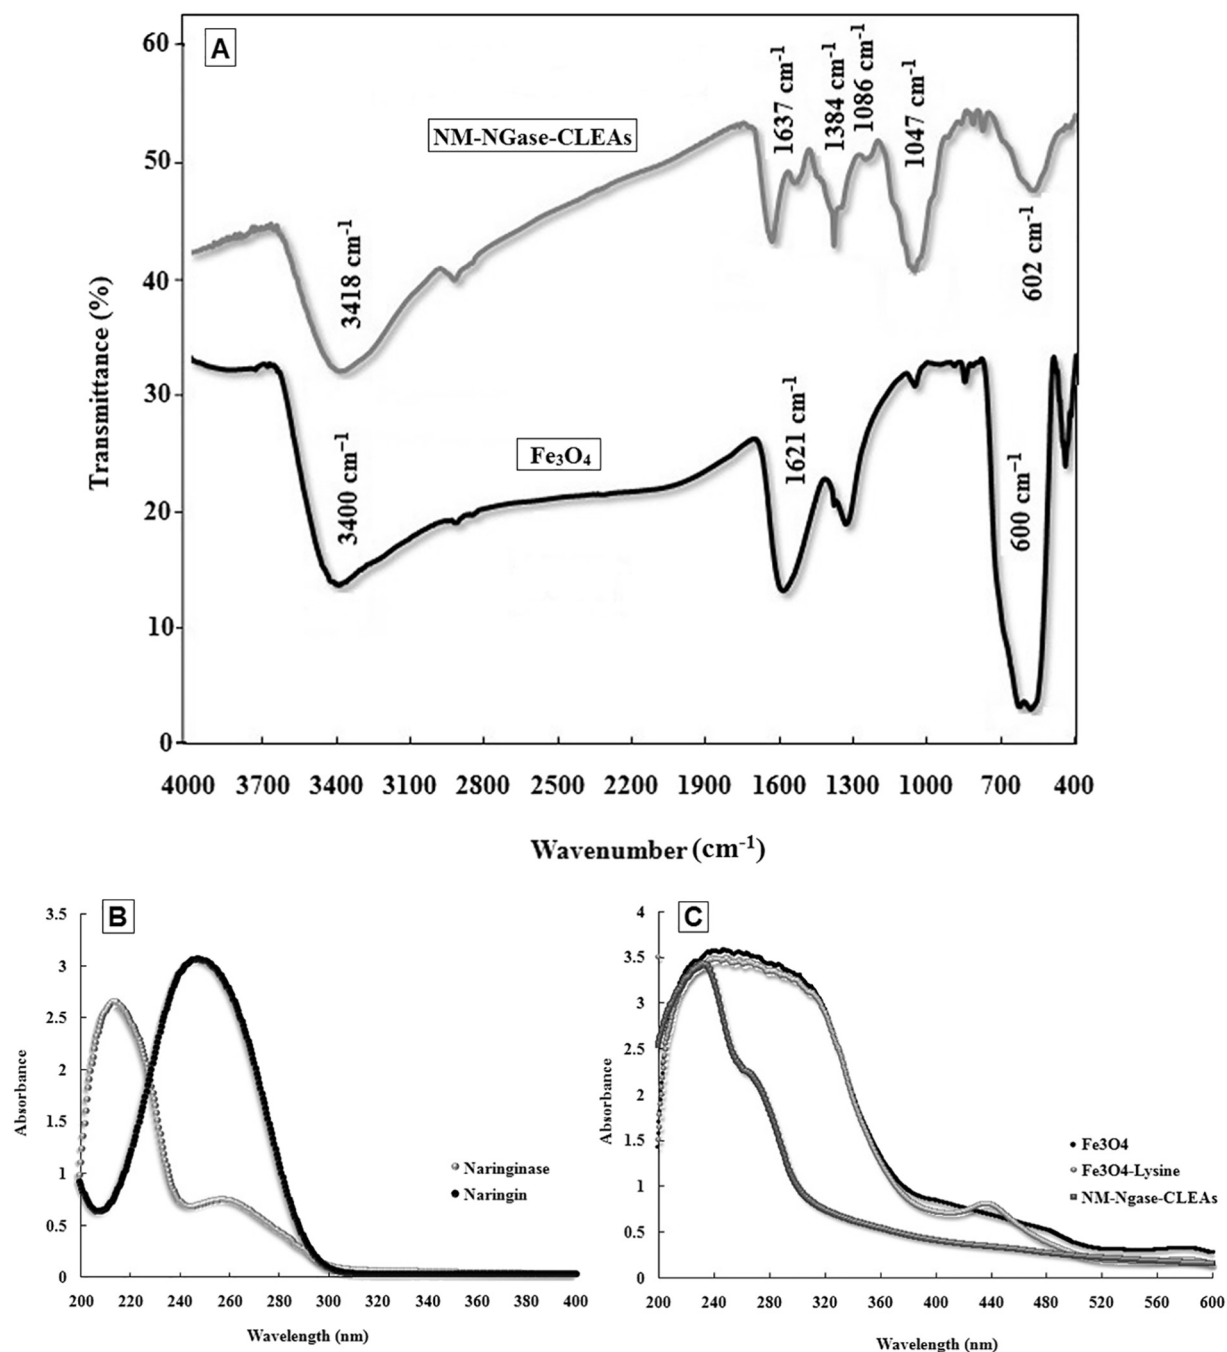 A
60
50
40
30
20
10
0
Transmittance (%)
NM-NGase-CLEAs
Fe₃O₄
3418 cm⁻¹
1637 cm⁻¹
1384 cm⁻¹
1086 cm⁻¹
1047 cm⁻¹
602 cm⁻¹
3400 cm⁻¹
1621 cm⁻¹
600 cm⁻¹
4000 3700 3400 3100 2800 2500 2200 1900 1600 1300 1000 700 400
Wavenumber (cm⁻¹)
B
3.5
3
2.5
2
1.5
1
0.5
0
Absorbance
Naringinase
Naringin
200 220 240 260 280 300 320 340 360 380 400
Wavelength (nm)
C
4
3.5
3
2.5
2
1.5
1
0.5
0
Absorbance
Fe3O4
Fe3O4-Lysine
NM-Ngase-CLEAs
200 240 280 320 360 400 440 480 520 560 600
Wavelength (nm)